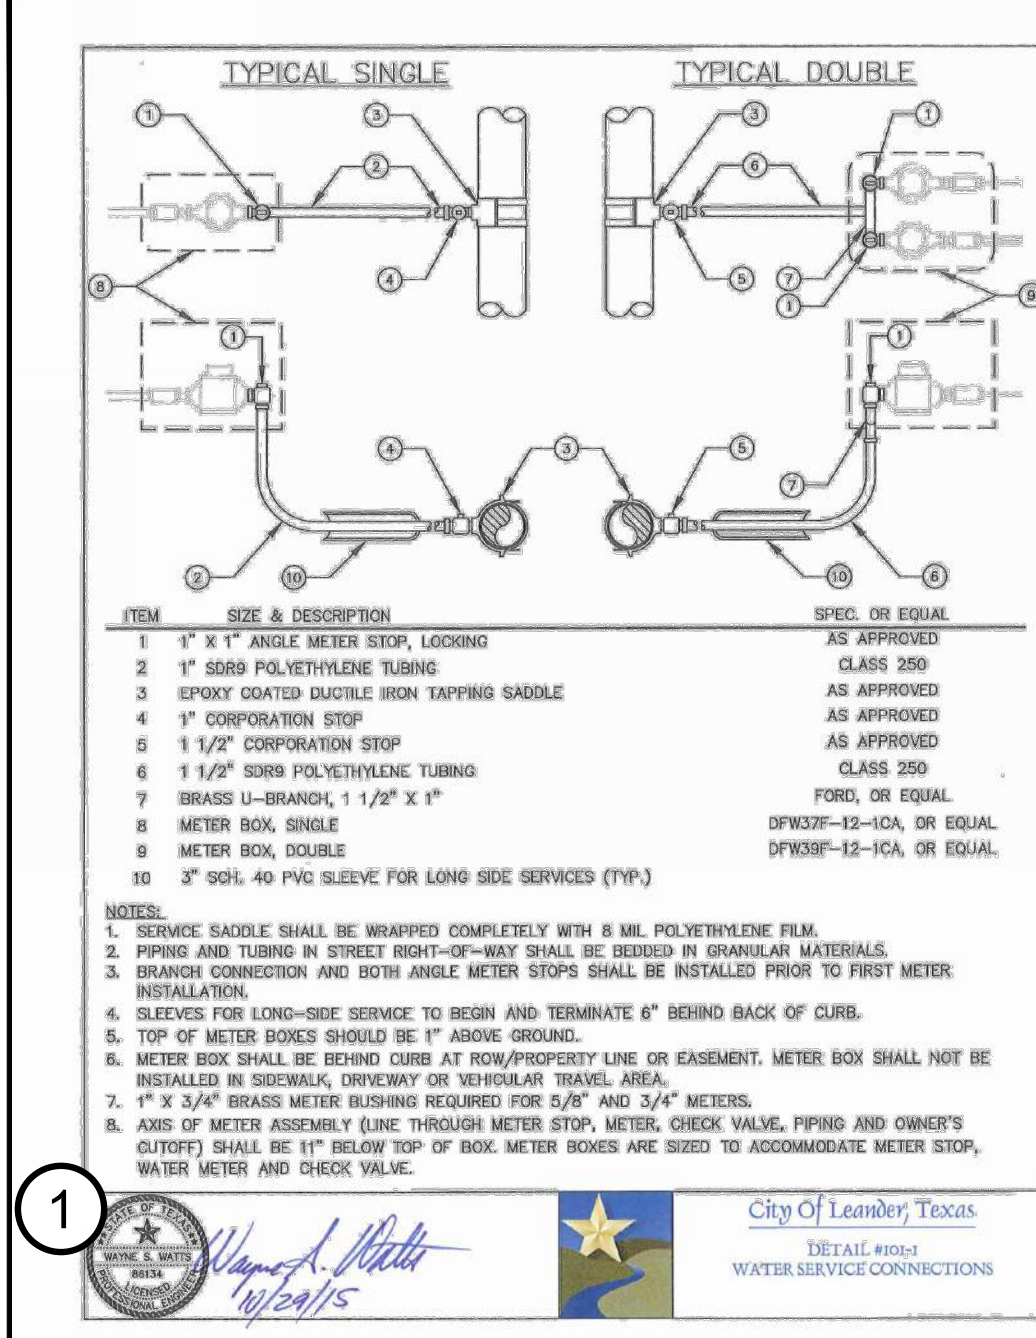 TYPICAL SINGLE
TYPICAL DOUBLE
1
3
3
1
2
6
4
5
7
1
8
9
1
1
4
3
5
7
2
10
10
6
ITEM SIZE & DESCRIPTION SPEC. OR EQUAL
1 1" X 1" ANGLE METER STOP, LOCKING AS APPROVED
2 1" SDR9 POLYETHYLENE TUBING CLASS 250
3 EPOXY COATED DUCTILE IRON TAPPING SADDLE AS APPROVED
4 1" CORPORATION STOP AS APPROVED
5 1 1/2" CORPORATION STOP AS APPROVED
6 1 1/2" SDR9 POLYETHYLENE TUBING CLASS 250
7 BRASS U-BRANCH, 1 1/2" X 1" FORD, OR EQUAL
8 METER BOX, SINGLE DFW37F-12-1CA, OR EQUAL
9 METER BOX, DOUBLE DFW39F-12-1CA, OR EQUAL
10 3" SCH. 40 PVC SLEEVE FOR LONG SIDE SERVICES (TYP.)
NOTES:
1. SERVICE SADDLE SHALL BE WRAPPED COMPLETELY WITH 8 MIL POLYETHYLENE FILM.
2. PIPING AND TUBING IN STREET RIGHT-OF-WAY SHALL BE BEDDED IN GRANULAR MATERIALS.
3. BRANCH CONNECTION AND BOTH ANGLE METER STOPS SHALL BE INSTALLED PRIOR TO FIRST METER
INSTALLATION.
4. SLEEVES FOR LONG-SIDE SERVICE TO BEGIN AND TERMINATE 6" BEHIND BACK OF CURB.
5. TOP OF METER BOXES SHOULD BE 1" ABOVE GROUND.
6. METER BOX SHALL BE BEHIND CURB AT ROW/PROPERTY LINE OR EASEMENT. METER BOX SHALL NOT BE
INSTALLED IN SIDEWALK, DRIVEWAY OR VEHICULAR TRAVEL AREA.
7. 1" X 3/4" BRASS METER BUSHING REQUIRED FOR 5/8" AND 3/4" METERS.
8. AXIS OF METER ASSEMBLY (LINE THROUGH METER STOP, METER, CHECK VALVE, PIPING AND OWNER'S
CUTOFF) SHALL BE 11" BELOW TOP OF BOX. METER BOXES ARE SIZED TO ACCOMMODATE METER STOP,
WATER METER AND CHECK VALVE.
1
STATE OF TEXAS
WAYNE S. WATTS
86134
LICENSED
PROFESSIONAL ENGINEER
Wayne S. Watts
10/29/15
City Of Leander, Texas
DETAIL #101-1
WATER SERVICE CONNECTIONS